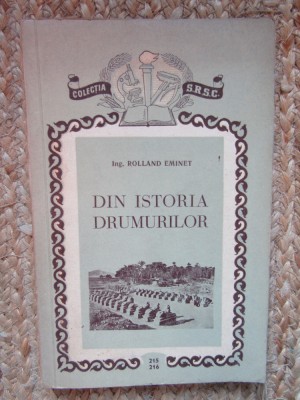 COLECȚIA S.R.S.C.
Ing. ROLLAND EMINET
DIN ISTORIA
DRUMURILOR
215
216